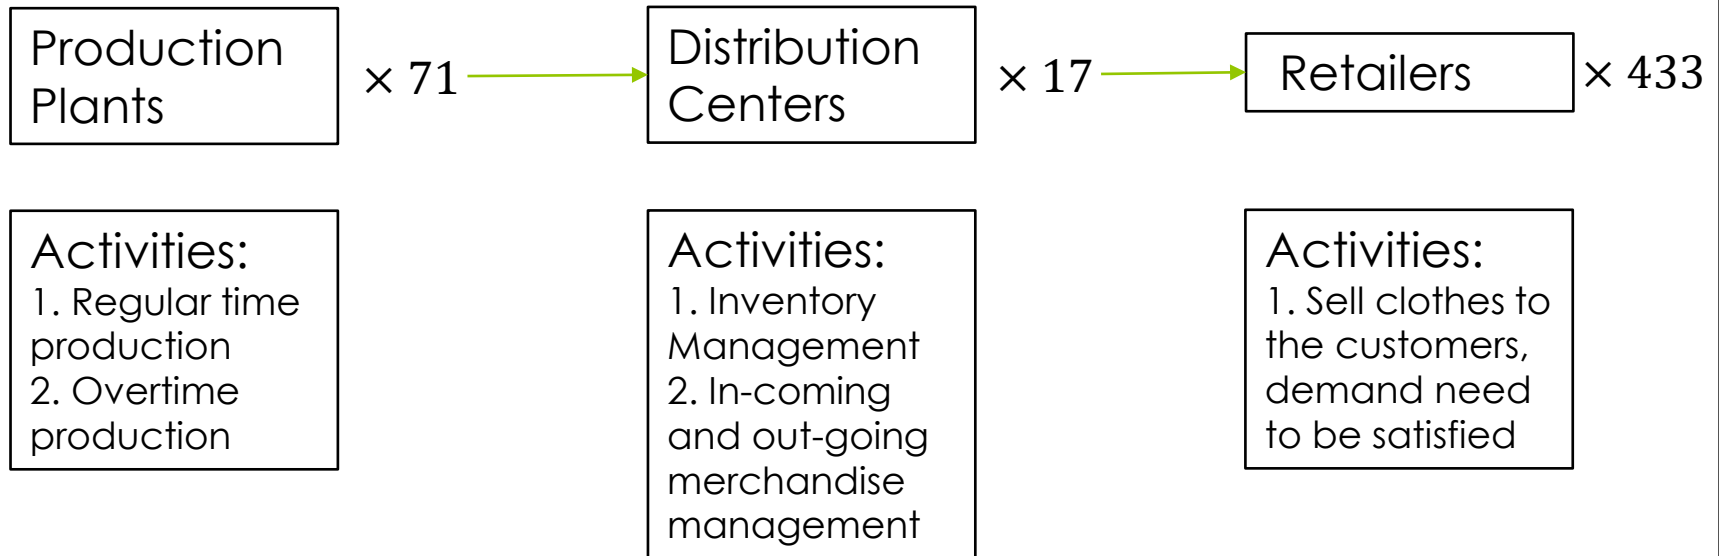 Production
Plants
× 71
Distribution
Centers
× 17
Retailers
× 433
Activities:
1. Regular time
production
2. Overtime
production
Activities:
1. Inventory
Management
2. In-coming
and out-going
merchandise
management
Activities:
1. Sell clothes to
the customers,
demand need
to be satisfied